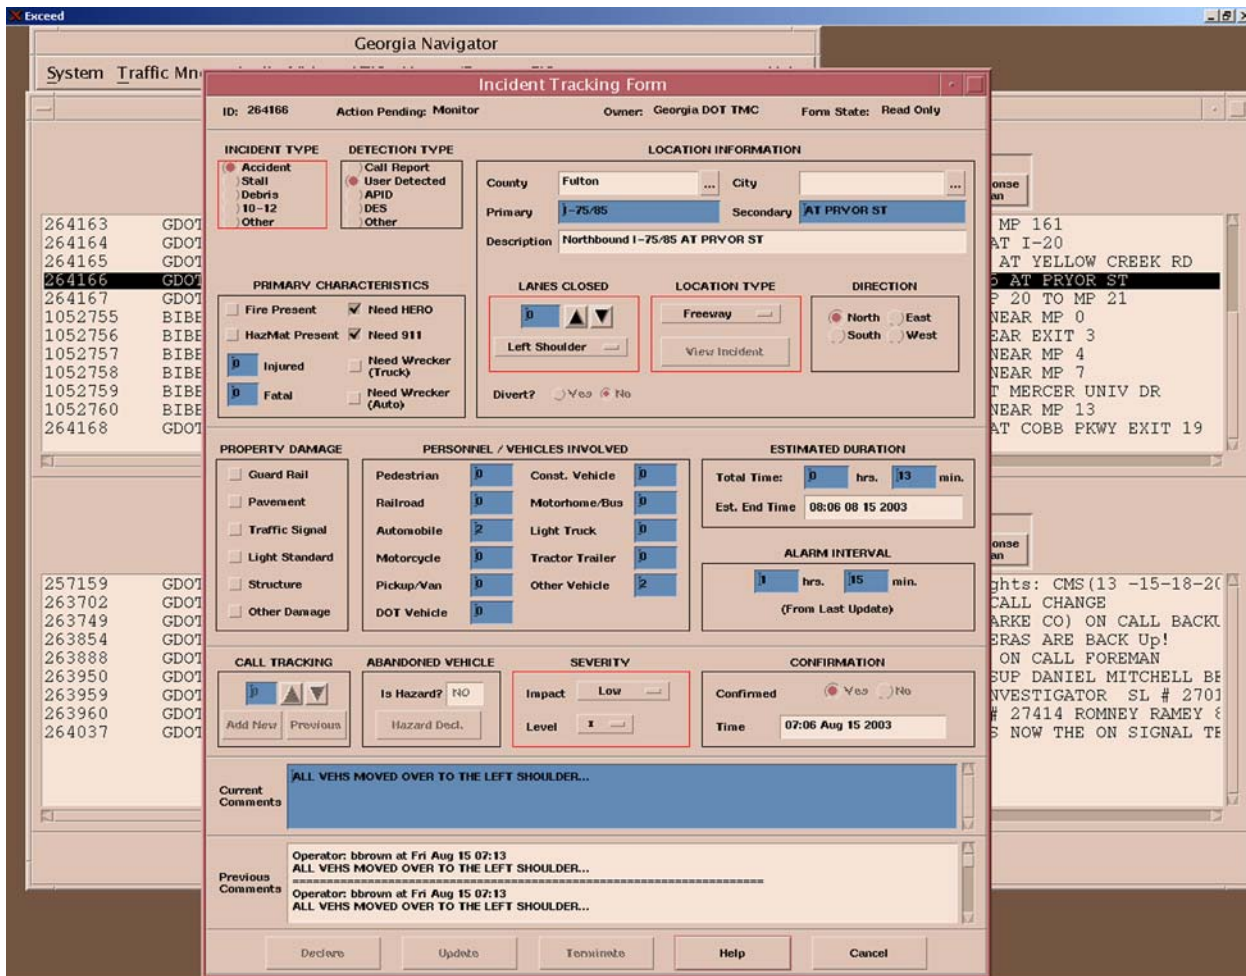 Exceed
Georgia Navigator
System Traffic Mn
Incident Tracking Form
ID: 264166 Action Pending: Monitor Owner: Georgia DOT TMC Form State: Read Only
INCIDENT TYPE DETECTION TYPE LOCATION INFORMATION
Accident Call Report
Stall User Detected
Debris APID
10-12 DES
Other Other
County Fulton ... City ...
Primary I-75/85 Secondary AT PRYOR ST
Description Northbound I-75/85 AT PRYOR ST
PRIMARY CHARACTERISTICS LANES CLOSED LOCATION TYPE DIRECTION
Fire Present Need HERO 0 Freeway North East
HazMat Present Need 911 Left Shoulder View Incident South West
0 Injured Need Wrecker (Truck)
0 Fatal Need Wrecker (Auto)
Divert? Yes No
PROPERTY DAMAGE PERSONNEL / VEHICLES INVOLVED ESTIMATED DURATION
Guard Rail Pedestrian 0 Const. Vehicle 0 Total Time: 0 hrs. 13 min.
Pavement Railroad 0 Motorhome/Bus 0 Est. End Time 08:06 08 15 2003
Traffic Signal Automobile 2 Light Truck 0
Light Standard Motorcycle 0 Tractor Trailer 0 ALARM INTERVAL
Structure Pickup/Van 0 Other Vehicle 2 1 hrs. 15 min.
Other Damage DOT Vehicle 0 (From Last Update)
CALL TRACKING ABANDONED VEHICLE SEVERITY CONFIRMATION
0 Is Hazard? NO Impact Low Confirmed Yes No
Add New Previous Hazard Decl. Level 1 Time 07:06 Aug 15 2003
Current Comments ALL VEHS MOVED OVER TO THE LEFT SHOULDER...
Previous Comments
Operator: bbrown at Fri Aug 15 07:13
ALL VEHS MOVED OVER TO THE LEFT SHOULDER...
==========================================================================
Operator: bbrown at Fri Aug 15 07:13
ALL VEHS MOVED OVER TO THE LEFT SHOULDER...
Declare Update Terminate Help Cancel
onse
an
264163 GDOT MP 161
264164 GDOT AT I-20
264165 GDOT AT YELLOW CREEK RD
264166 GDOT 5 AT PRYOR ST
264167 GDOT P 20 TO MP 21
1052755 BIBE NEAR MP 0
1052756 BIBE EAR EXIT 3
1052757 BIBE NEAR MP 4
1052758 BIBE NEAR MP 7
1052759 BIBE T MERCER UNIV DR
1052760 BIBE NEAR MP 13
264168 GDOT AT COBB PKWY EXIT 19
onse
an
257159 GDOT ghts: CMS(13 -15-18-20
263702 GDOT CALL CHANGE
263749 GDOT ARKE CO) ON CALL BACKU
263854 GDOT ERAS ARE BACK Up!
263888 GDOT ON CALL FOREMAN
263950 GDOT SUP DANIEL MITCHELL BE
263959 GDOT NVESTIGATOR SL # 2701
263960 GDOT # 27414 ROMNEY RAMEY 8
264037 GDOT S NOW THE ON SIGNAL TE